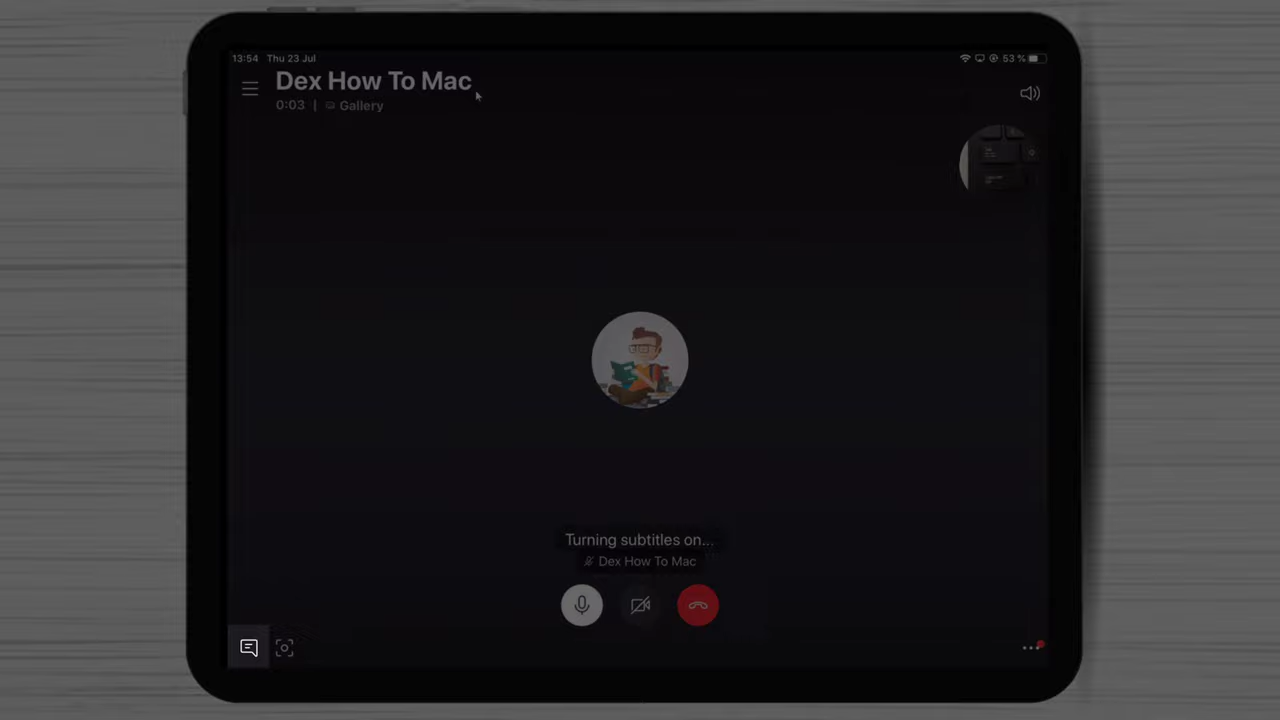 13:54 Thu 23 Jul
53 %
Dex How To Mac
0:03 | Gallery
Turning subtitles on...
Dex How To Mac